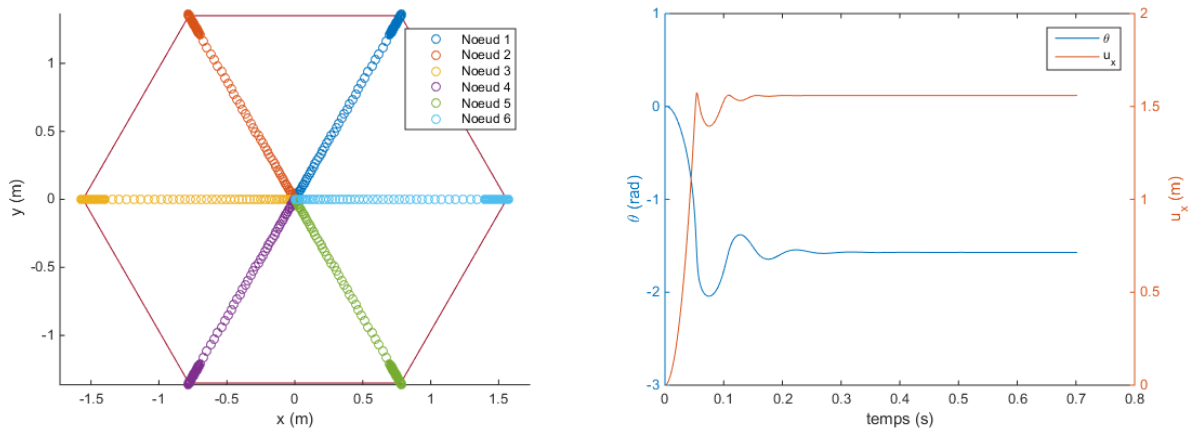 1
0.5
0
-0.5
-1
y (m)
-1.5
-1
-0.5
0
0.5
1
1.5
x (m)
Noeud 1
Noeud 2
Noeud 3
Noeud 4
Noeud 5
Noeud 6
1
0
-1
-2
-3
θ (rad)
2
1.5
1
0.5
0
u_x (m)
θ
u_x
0
0.1
0.2
0.3
0.4
0.5
0.6
0.7
0.8
temps (s)